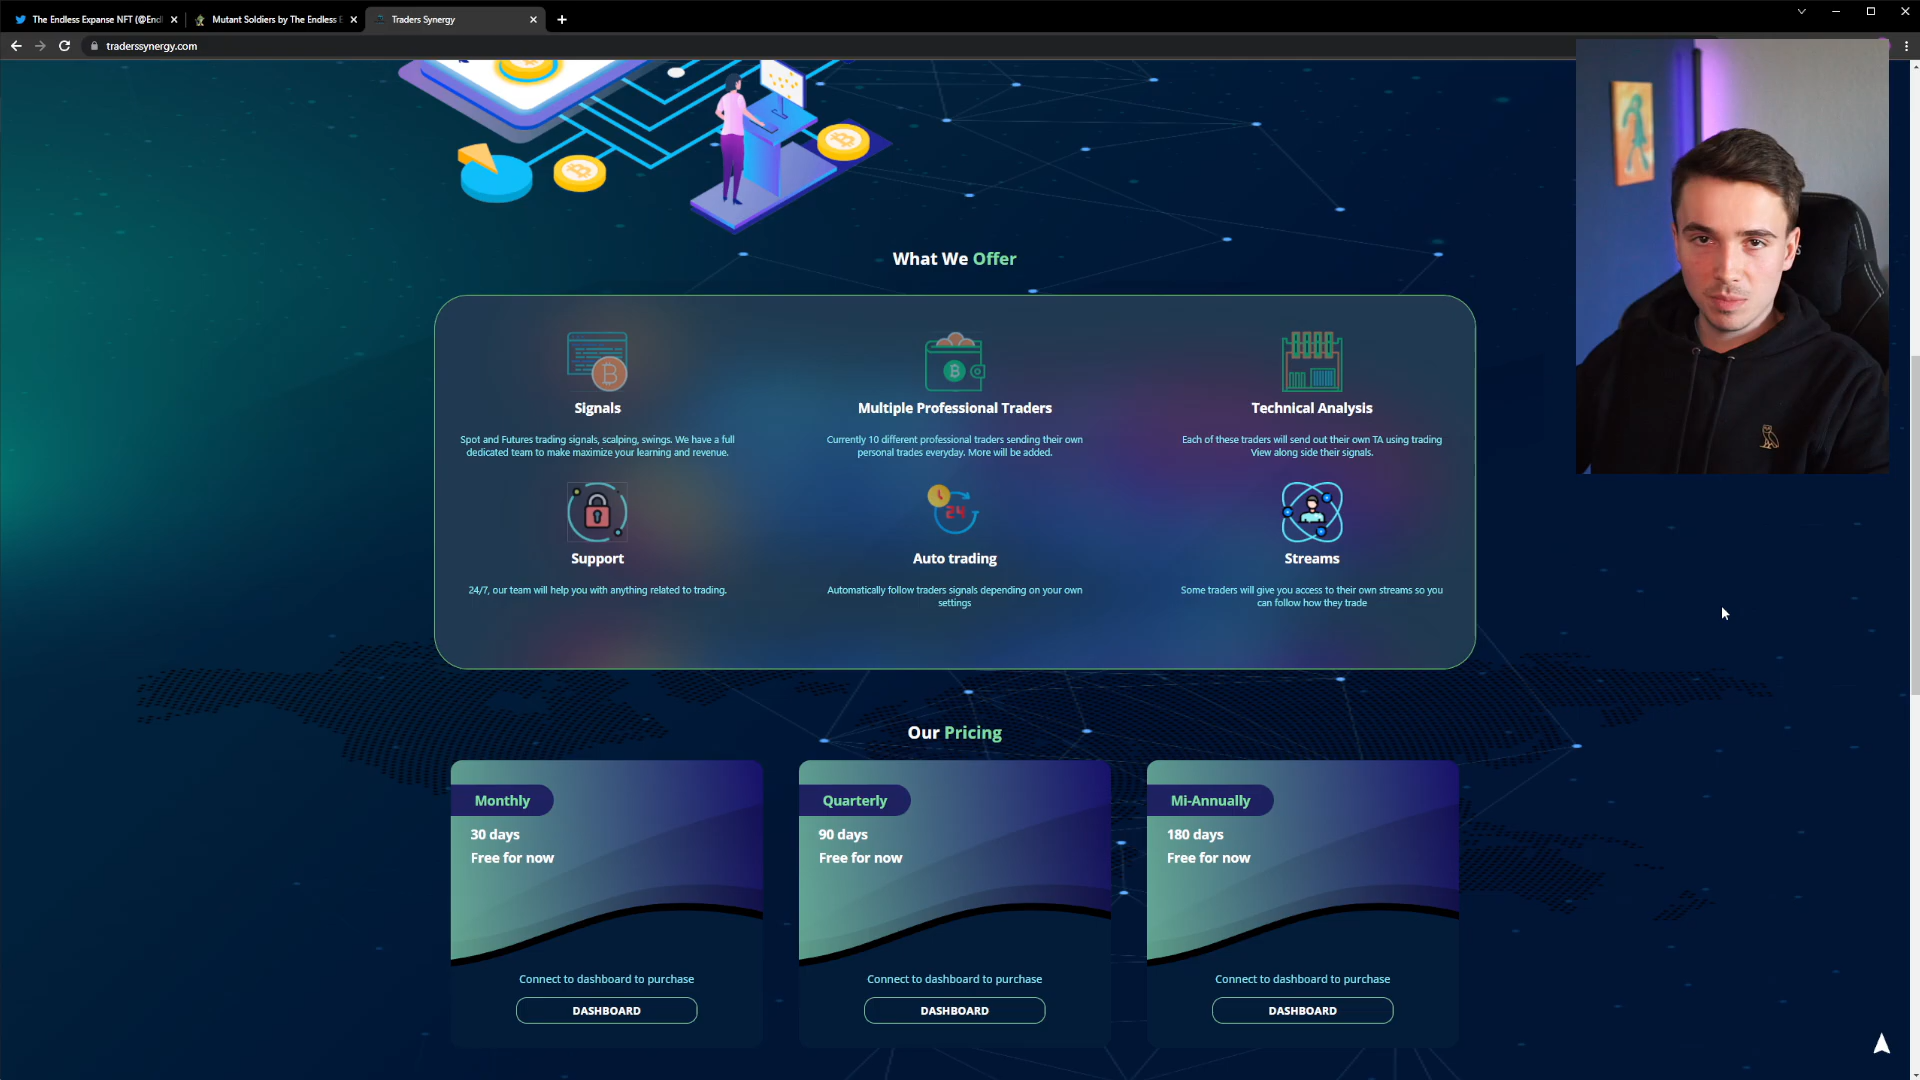 The Endless Expanse NFT (@End
Mutant Soldiers by The Endless E
Traders Synergy
traderssynergy.com
What We Offer
Signals
Spot and Futures trading signals, scalping, swings. We have a full
dedicated team to make maximize your learning and revenue.
Multiple Professional Traders
Currently 10 different professional traders sending their own
personal trades everyday. More will be added.
Technical Analysis
Each of these traders will send out their own TA using trading
View along side their signals.
Support
24/7, our team will help you with anything related to trading.
24
Auto trading
Automatically follow traders signals depending on your own
settings
Streams
Some traders will give you access to their own streams so you
can follow how they trade
Our Pricing
Monthly
30 days
Free for now
Connect to dashboard to purchase
DASHBOARD
Quarterly
90 days
Free for now
Connect to dashboard to purchase
DASHBOARD
Mi-Annually
180 days
Free for now
Connect to dashboard to purchase
DASHBOARD